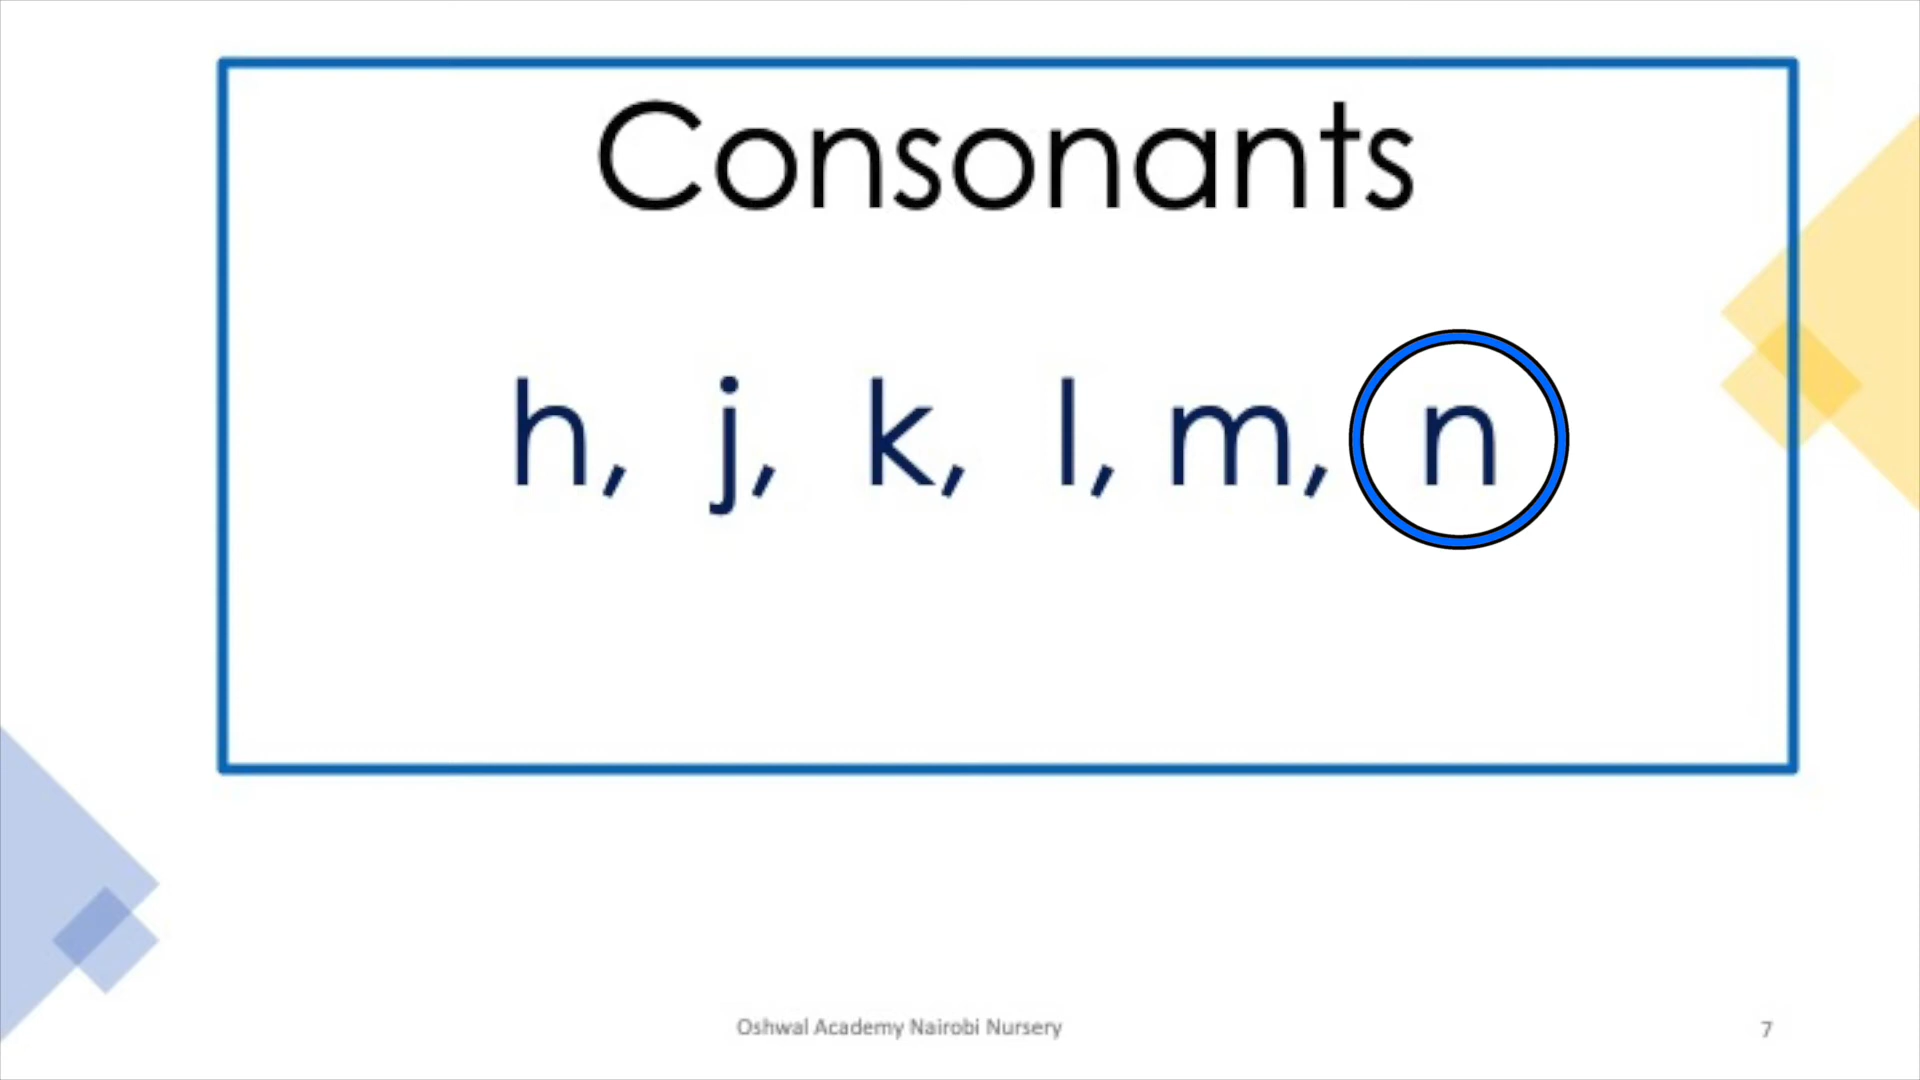 Consonants
h, j, k, l, m, n
Oshwal Academy Nairobi Nursery
7